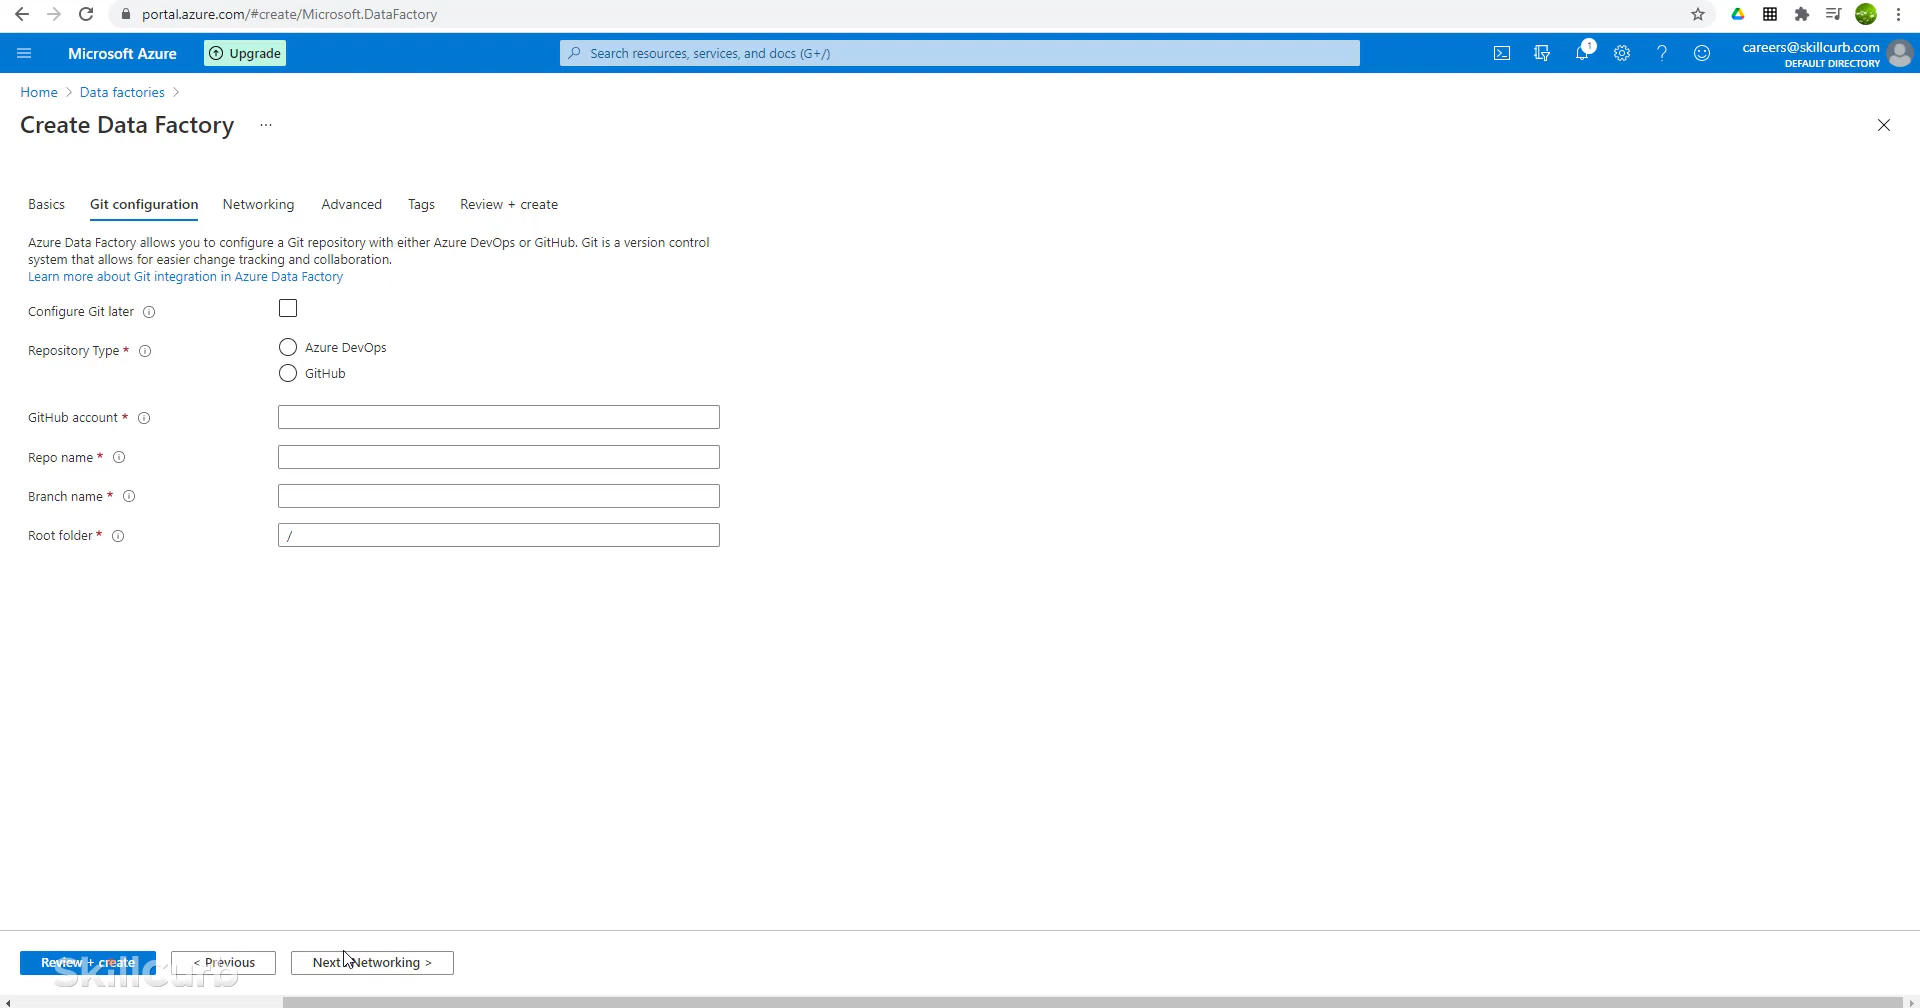 portal.azure.com/#create/Microsoft.DataFactory
Microsoft Azure
Upgrade
Search resources, services, and docs (G+/)
1
careers@skillcurb.com
DEFAULT DIRECTORY
Home > Data factories >
Create Data Factory ...
Basics Git configuration Networking Advanced Tags Review + create
Azure Data Factory allows you to configure a Git repository with either Azure DevOps or GitHub. Git is a version control
system that allows for easier change tracking and collaboration.
Learn more about Git integration in Azure Data Factory
Configure Git later
Repository Type *
Azure DevOps
GitHub
GitHub account *
Repo name *
Branch name *
Root folder *
/
Review + create
< Previous
Next : Networking >
SkillCurb